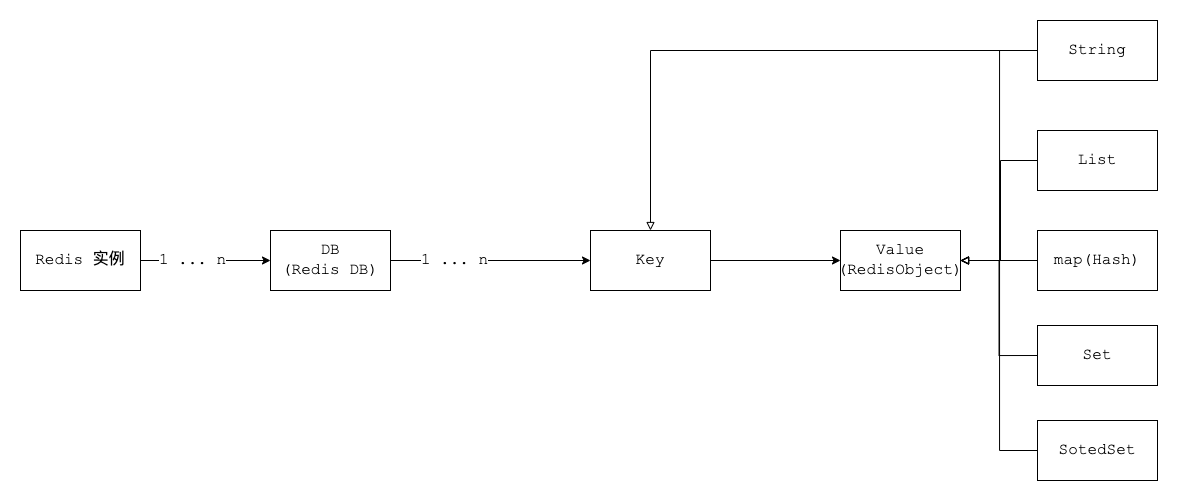 String
List
Redis 实例
1 ... n
DB
(Redis DB)
1 ... n
Key
Value
(RedisObject)
map(Hash)
Set
SotedSet